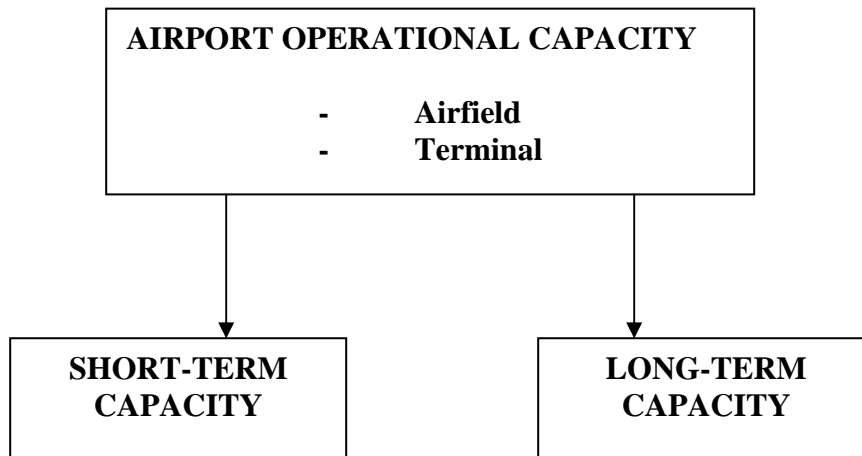 AIRPORT OPERATIONAL CAPACITY
- Airfield
- Terminal
SHORT-TERM
CAPACITY
LONG-TERM
CAPACITY